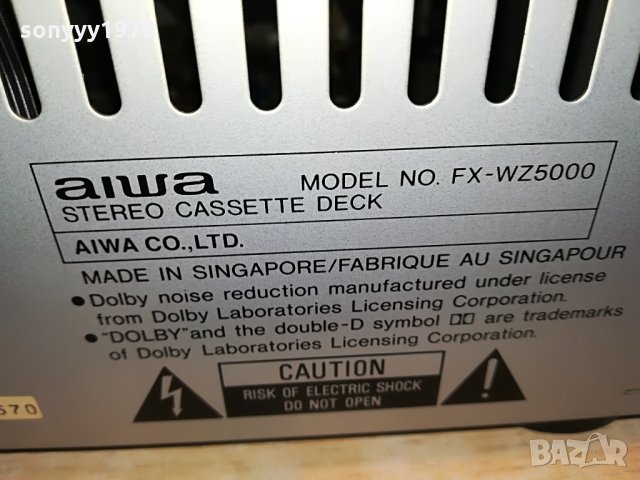 sonyyy1973
aiwa MODEL NO. FX-WZ5000
STEREO CASSETTE DECK
AIWA CO.,LTD.
MADE IN SINGAPORE/FABRIQUE AU SINGAPOUR
● Dolby noise reduction manufactured under license
from Dolby Laboratories Licensing Corporation.
● "DOLBY" and the double-D symbol are trademarks
of Dolby Laboratories Licensing Corporation.
CAUTION
RISK OF ELECTRIC SHOCK
DO NOT OPEN
570
BAZAR
.bg